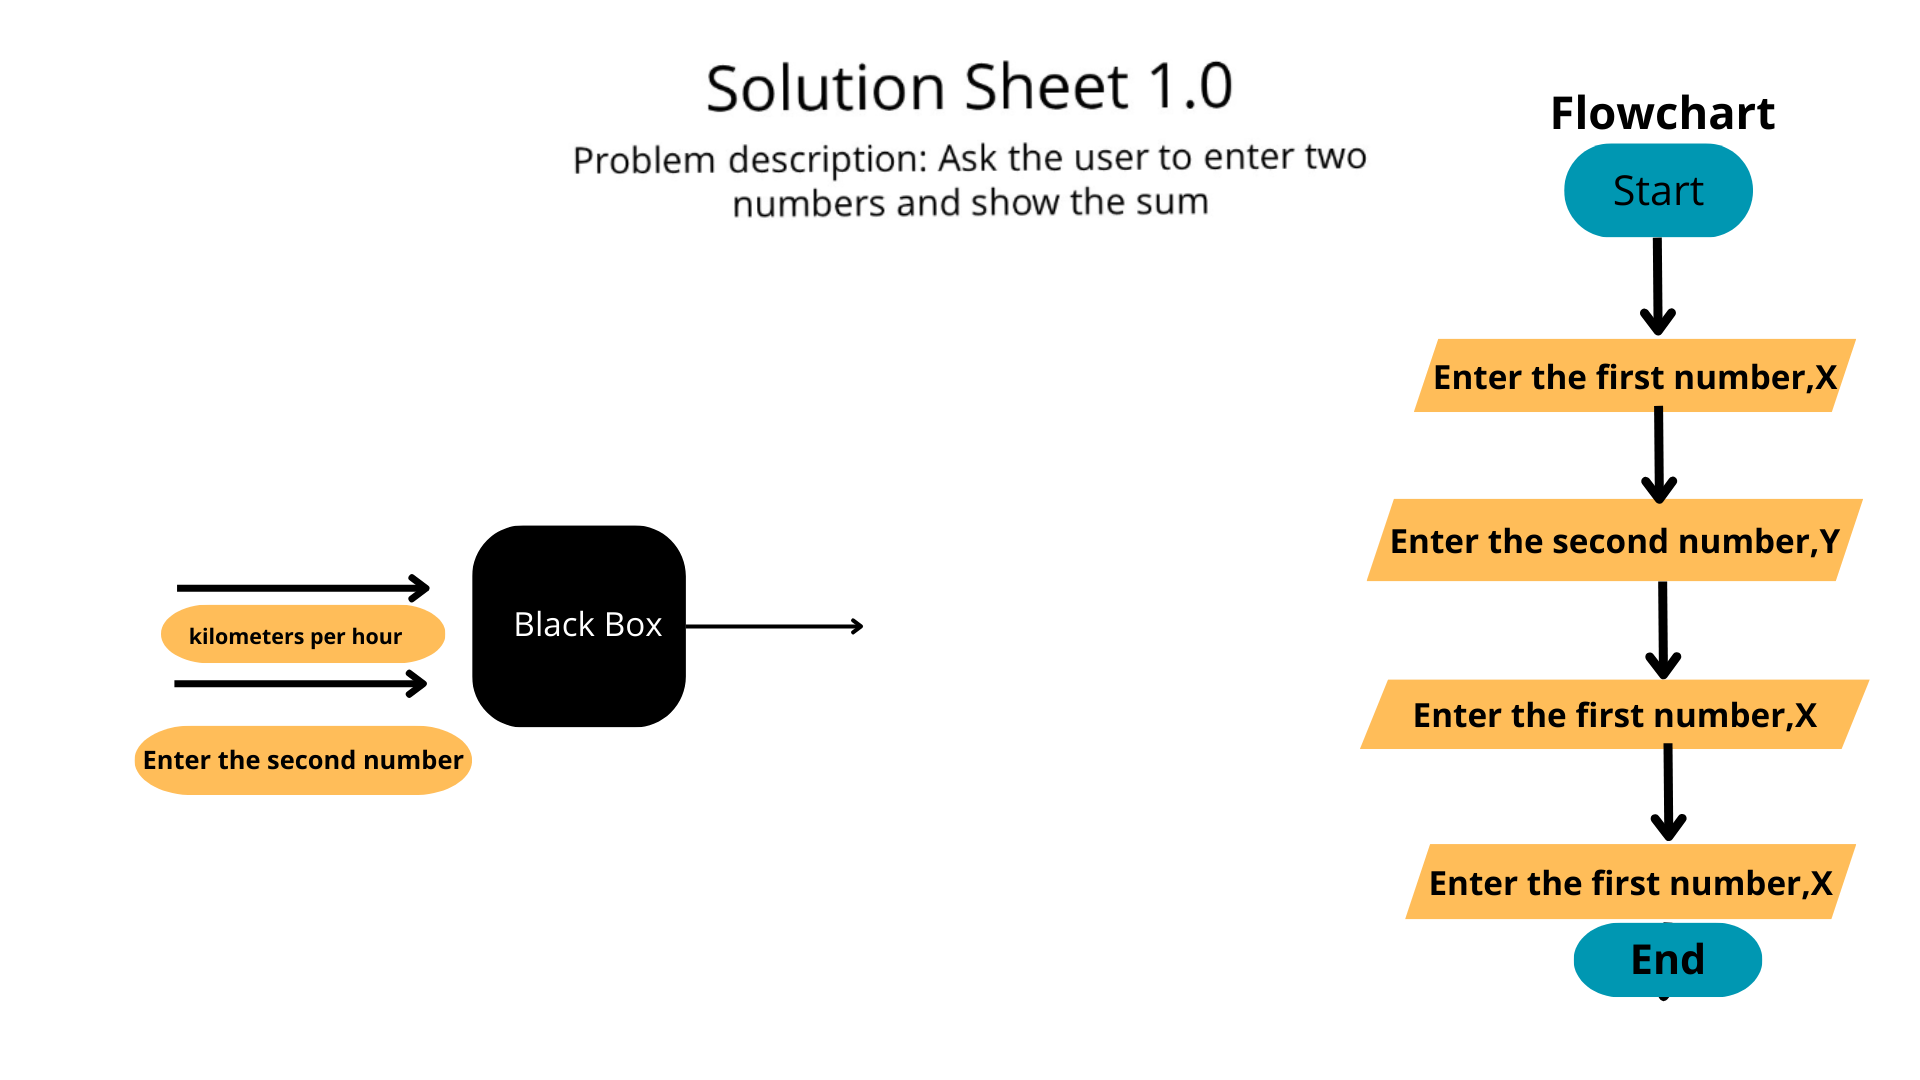 Solution Sheet 1.0
Problem description: Ask the user to enter two
numbers and show the sum
Flowchart
Start
Enter the first number,X
Enter the second number,Y
Enter the first number,X
Enter the first number,X
End
kilometers per hour
Enter the second number
Black Box